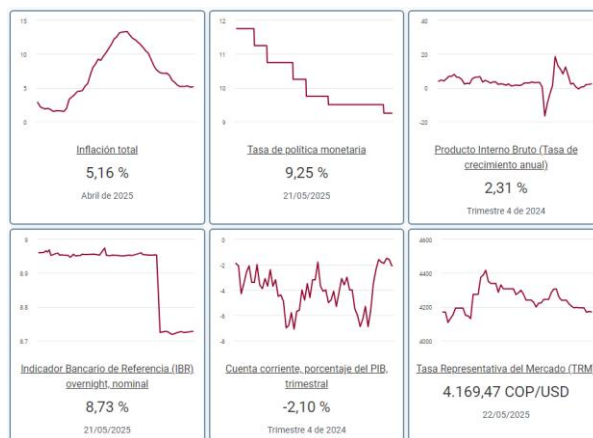 15
10
5
0
Inflación total
5,16 %
Abril de 2025
12
11
10
9
Tasa de política monetaria
9,25 %
21/05/2025
40
20
0
-20
Producto Interno Bruto (Tasa de
crecimiento anual)
2,31 %
Trimestre 4 de 2024
9
8.9
8.8
8.7
Indicador Bancario de Referencia (IBR)
overnight, nominal
8,73 %
21/05/2025
0
-2
-4
-6
-8
Cuenta corriente, porcentaje del PIB,
trimestral
-2,10 %
Trimestre 4 de 2024
4600
4400
4200
4000
Tasa Representativa del Mercado (TRM)
4.169,47 COP/USD
22/05/2025